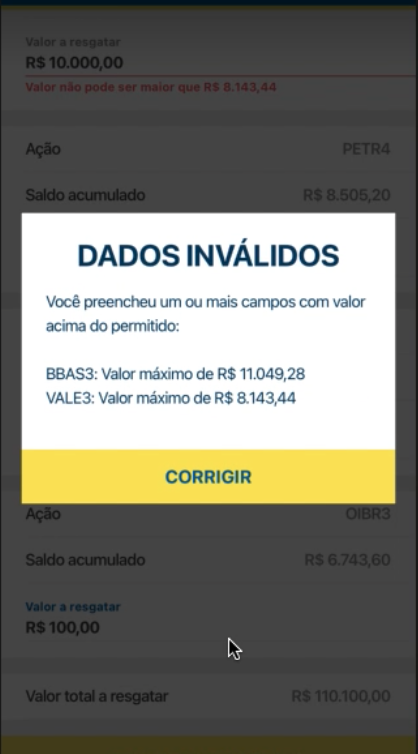 Valor a resgatar
R$ 10.000,00
Valor não pode ser maior que R$ 8.143,44
Ação PETR4
Saldo acumulado R$ 8.505,20
DADOS INVÁLIDOS
Você preencheu um ou mais campos com valor
acima do permitido:
BBAS3: Valor máximo de R$ 11.049,28
VALE3: Valor máximo de R$ 8.143,44
CORRIGIR
Ação OIBR3
Saldo acumulado R$ 6.743,60
Valor a resgatar
R$ 100,00
Valor total a resgatar R$ 110.100,00